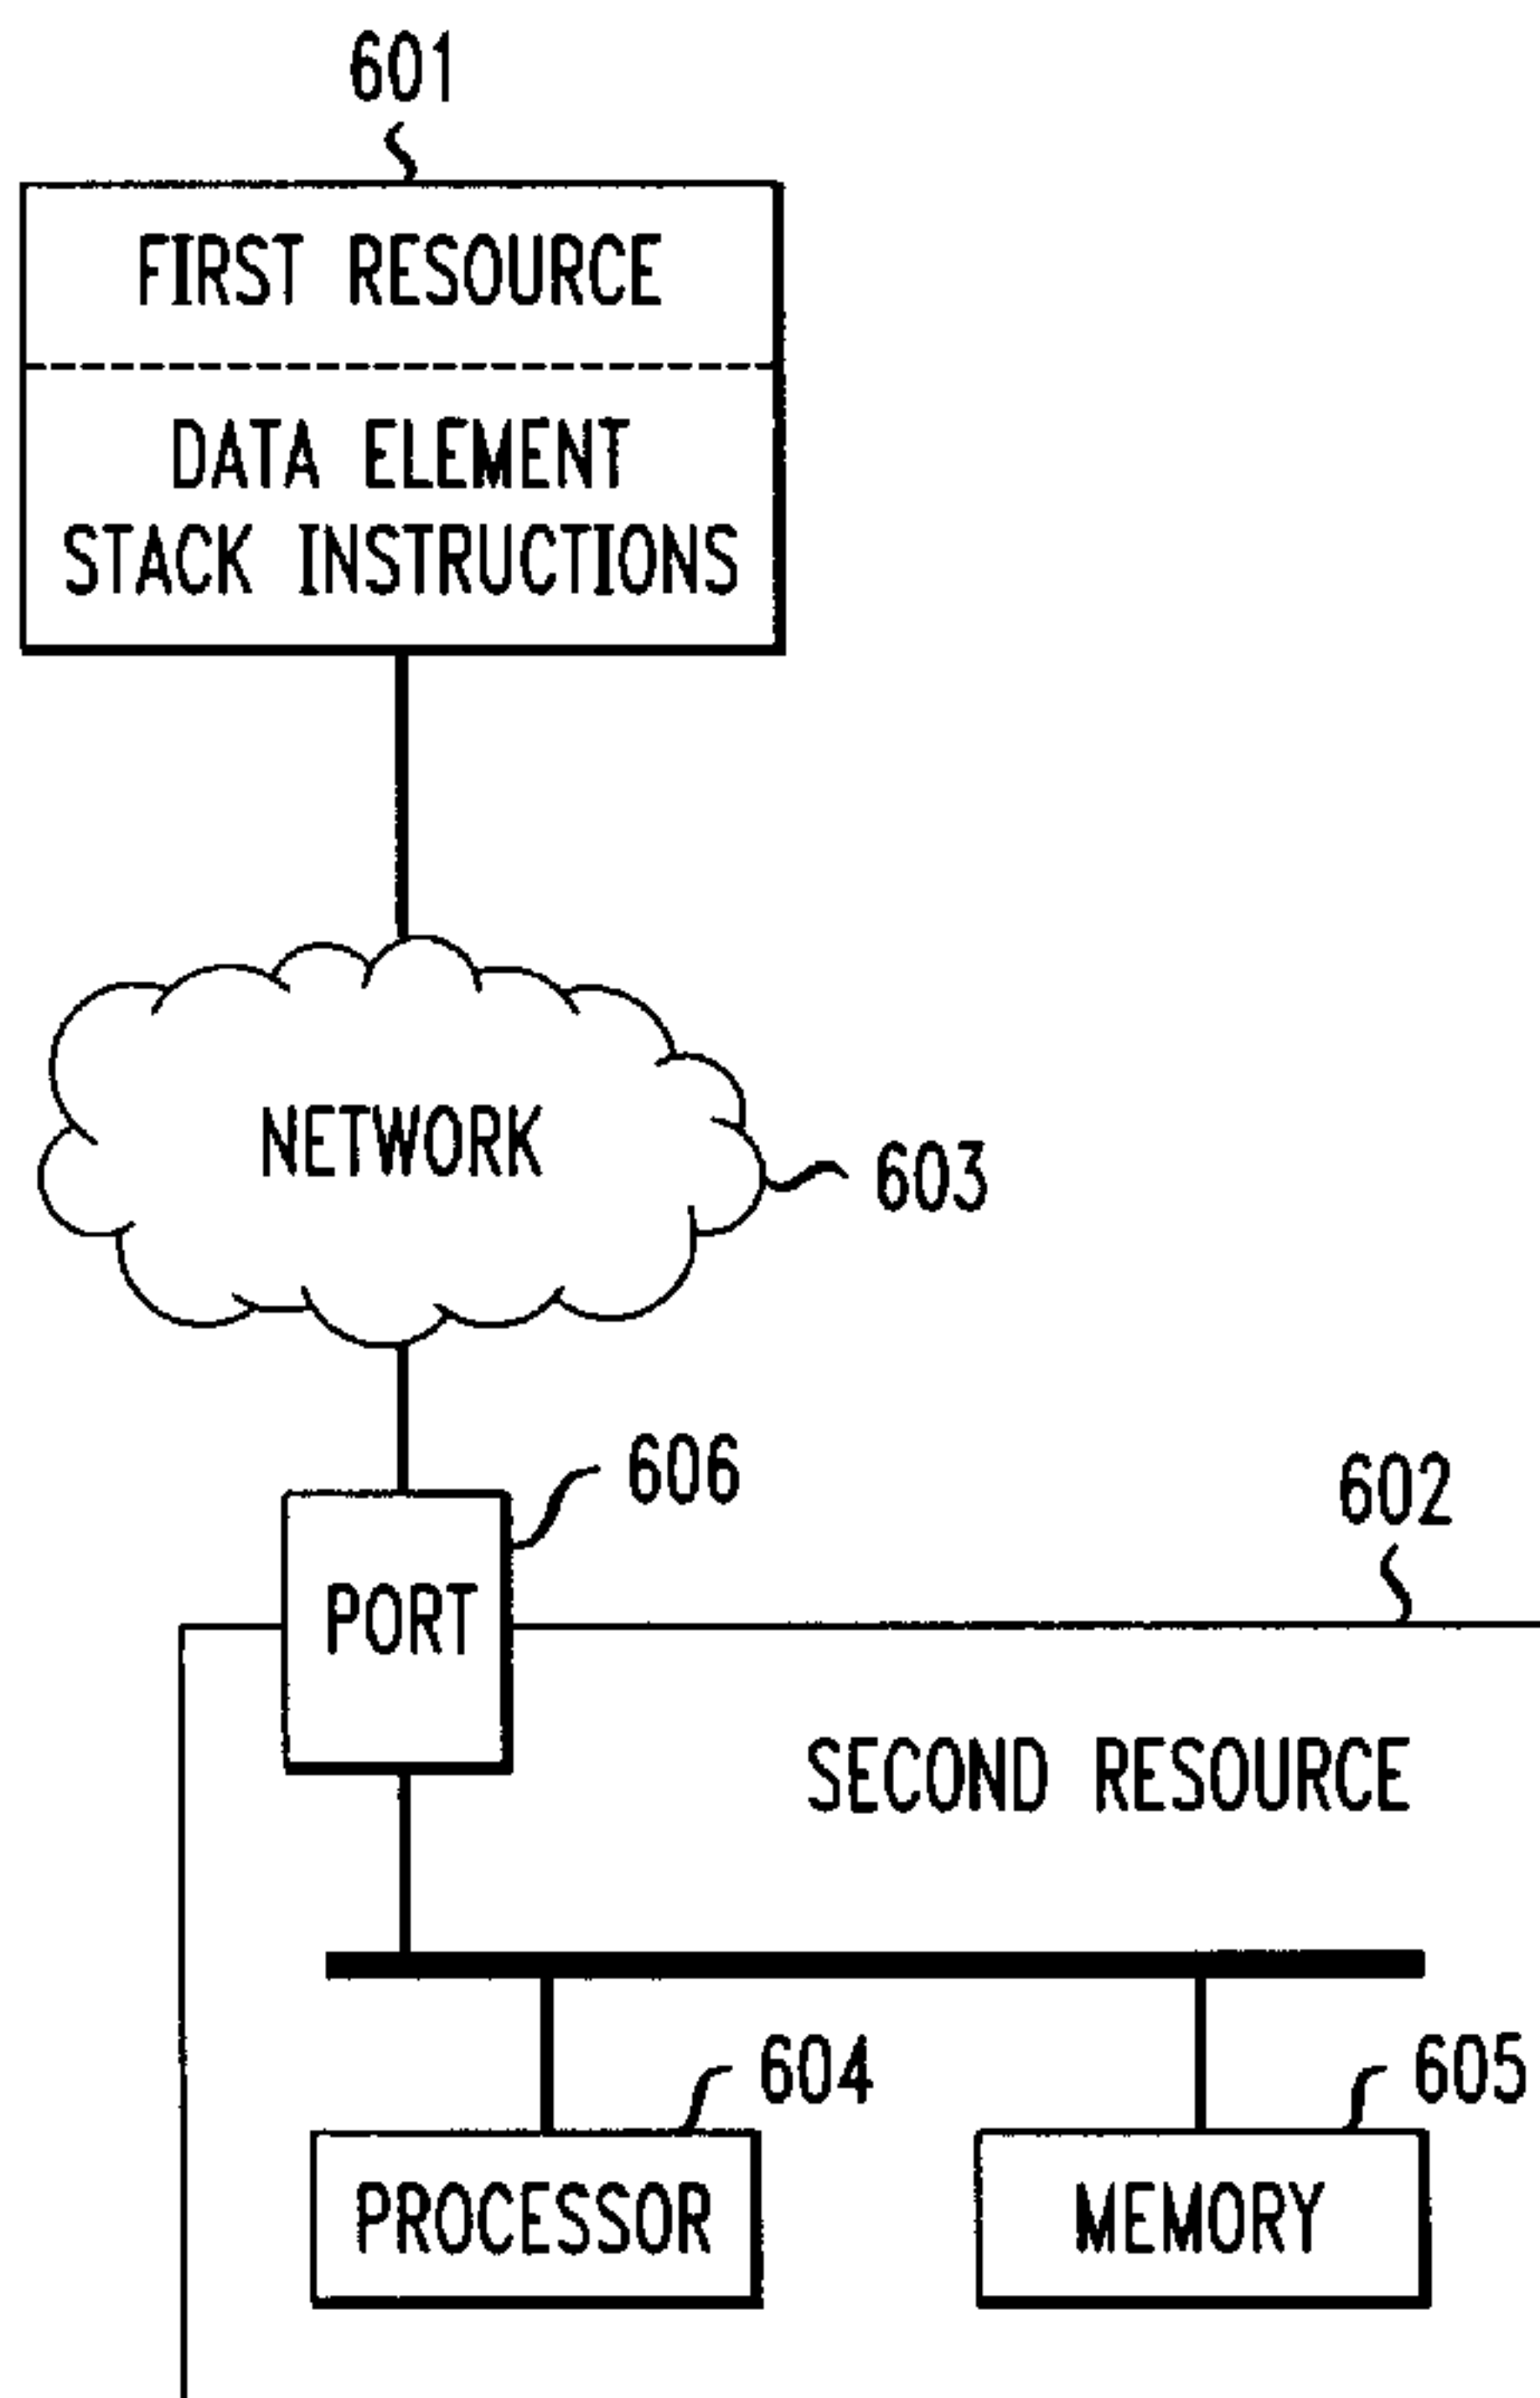 601
FIRST RESOURCE
DATA ELEMENT
STACK INSTRUCTIONS
NETWORK
603
606
602
PORT
SECOND RESOURCE
604
605
PROCESSOR
MEMORY